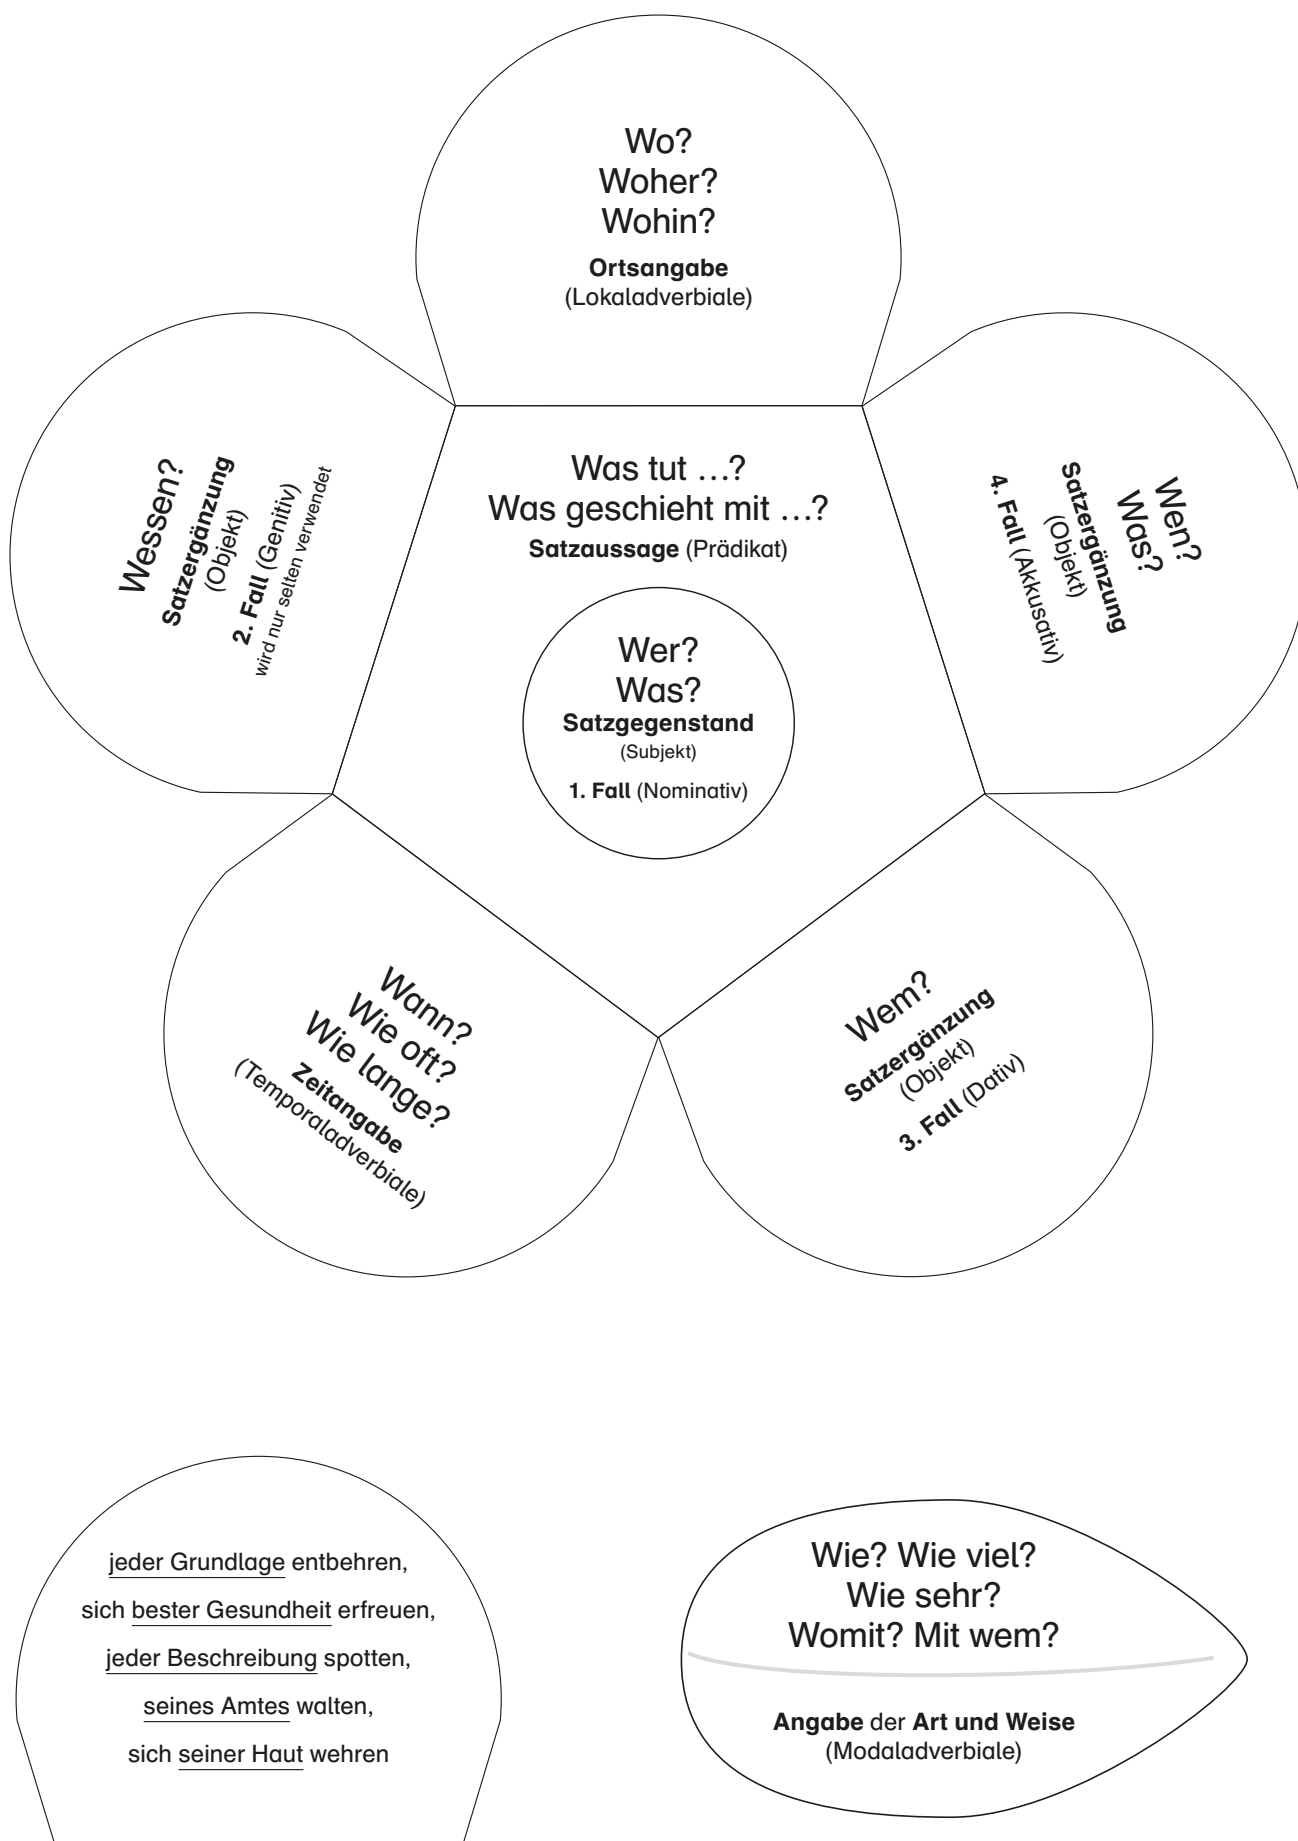 Wo?
Woher?
Wohin?
Ortsangabe
(Lokaladverbiale)
Wessen?
Satzergänzung
(Objekt)
2. Fall (Genitiv)
wird nur selten verwendet
Was tut …?
Was geschieht mit …?
Satzaussage (Prädikat)
Wer?
Was?
Satzgegenstand
(Subjekt)
1. Fall (Nominativ)
Wen?
Was?
Satzergänzung
(Objekt)
4. Fall (Akkusativ)
Wann?
Wie oft?
Wie lange?
Zeitangabe
(Temporaladverbiale)
Wem?
Satzergänzung
(Objekt)
3. Fall (Dativ)
jeder Grundlage entbehren,
sich bester Gesundheit erfreuen,
jeder Beschreibung spotten,
seines Amtes walten,
sich seiner Haut wehren
Wie? Wie viel?
Wie sehr?
Womit? Mit wem?
Angabe der Art und Weise
(Modaladverbiale)